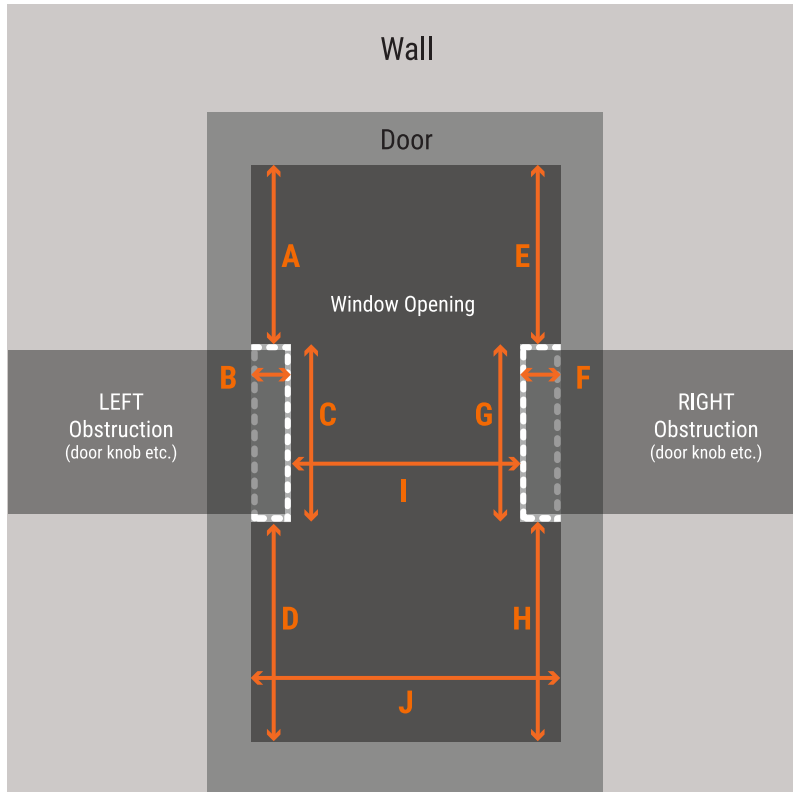 Wall
Door
A
E
Window Opening
B
F
LEFT
Obstruction
(door knob etc.)
C
G
RIGHT
Obstruction
(door knob etc.)
I
D
H
J